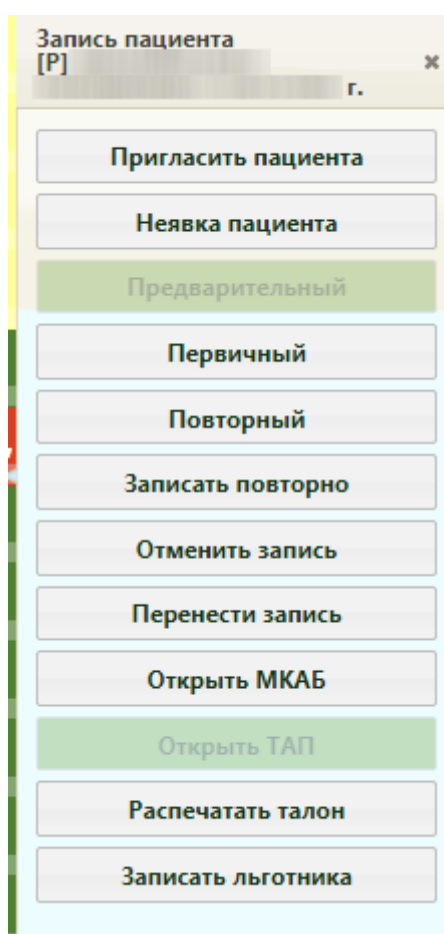 Запись пациента
[Р]
г.
Пригласить пациента
Неявка пациента
Предварительный
Первичный
Повторный
Записать повторно
Отменить запись
Перенести запись
Открыть МКАБ
Открыть ТАП
Распечатать талон
Записать льготника